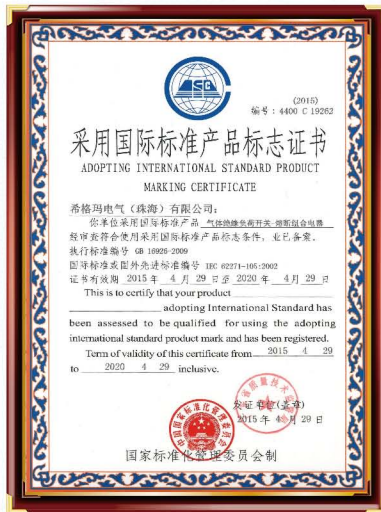 (2015)
编号：4400 C 19262
采用国际标准产品标志证书
ADOPTING INTERNATIONAL STANDARD PRODUCT
MARKING CERTIFICATE
希格玛电气（珠海）有限公司：
你单位采用国际标准产品 气体绝缘负荷开关-熔断组合电器
经审查符合使用采用国际标准产品标志条件，业已备案。
执行标准编号 GB 16926-2009
国际标准或国外先进标准编号 IEC 62271-105:2002
证书有效期 2015 年 4 月 29 日至 2020 年 4 月 29 日
This is to certify that your product
adopting International Standard has
been assessed to be qualified for using the adopting
international standard product mark and has been registered.
Term of validity of this certificate from 2015 4 29
to 2020 4 29 inclusive.
发证单位(盖章)
2015 年 4 月 29 日
国家标准化管理委员会制